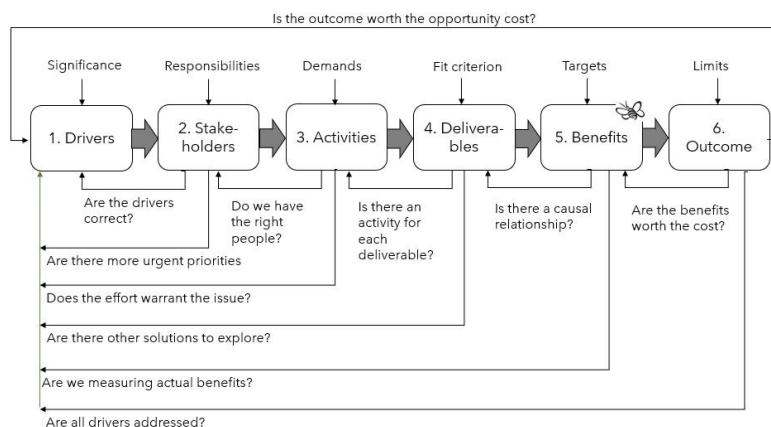 Is the outcome worth the opportunity cost?
Significance
Responsibilities
Demands
Fit criterion
Targets
Limits
1. Drivers
2. Stake-
holders
3. Activities
4. Delivera-
bles
5. Benefits
6.
Outcome
Are the drivers
correct?
Do we have
the right
people?
Is there an
activity for
each
deliverable?
Is there a causal
relationship?
Are the benefits
worth the cost?
Are there more urgent priorities
Does the effort warrant the issue?
Are there other solutions to explore?
Are we measuring actual benefits?
Are all drivers addressed?